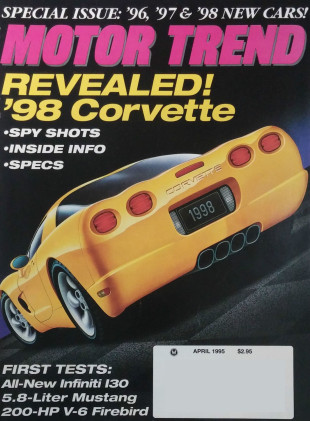 SPECIAL ISSUE: '96, '97 & '98 NEW CARS!
MOTOR TREND
REVEALED!
'98 Corvette
•SPY SHOTS
•INSIDE INFO
•SPECS
CORVETTE
1998
FIRST TESTS:
All-New Infiniti I30
5.8-Liter Mustang
200-HP V-6 Firebird
APRIL 1995 $2.95